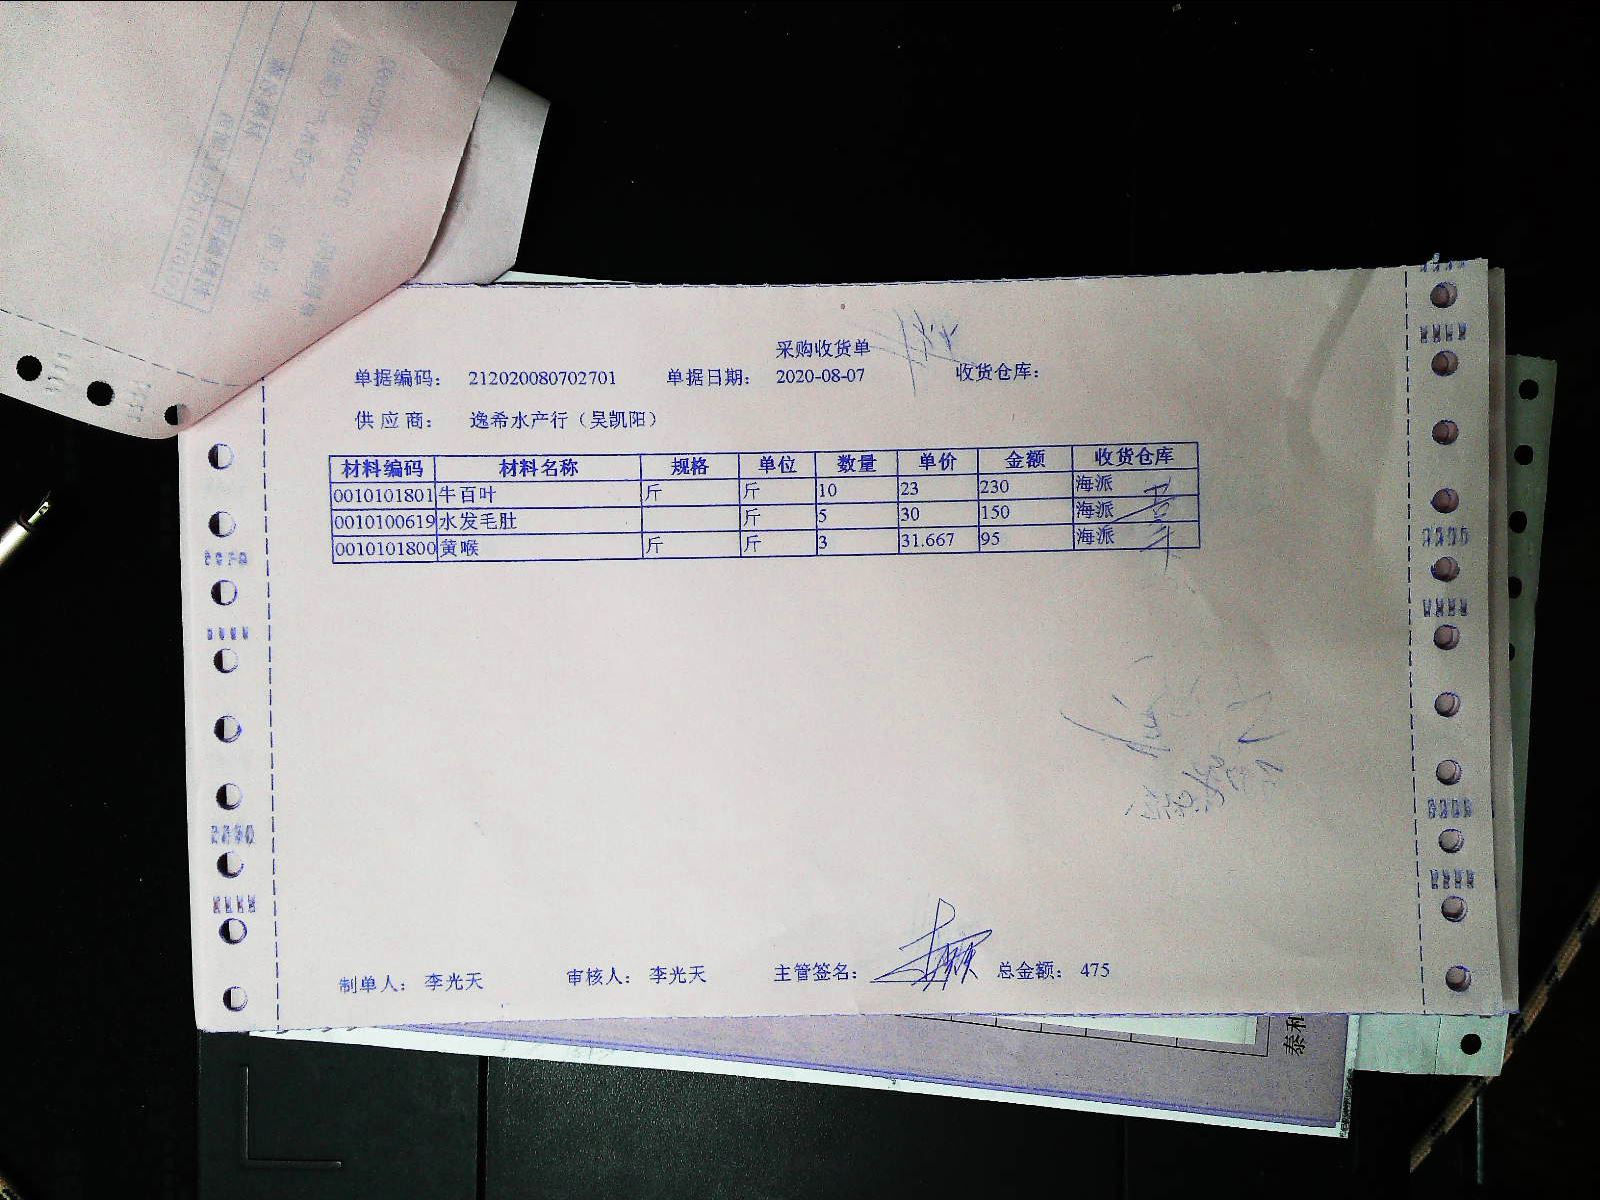 采购收货单
单据编码： 212020080702701 单据日期： 2020-08-07 收货仓库：
供 应 商： 逸希水产行（吴凯阳）
材料编码 材料名称 规格 单位 数量 单价 金额 收货仓库
0010101801 牛百叶 斤 斤 10 23 230 海派
0010100619 水发毛肚 斤 5 30 150 海派
0010101800 黄喉 斤 斤 3 31.667 95 海派
制单人： 李光天 审核人： 李光天 主管签名： 总金额： 475
泰和